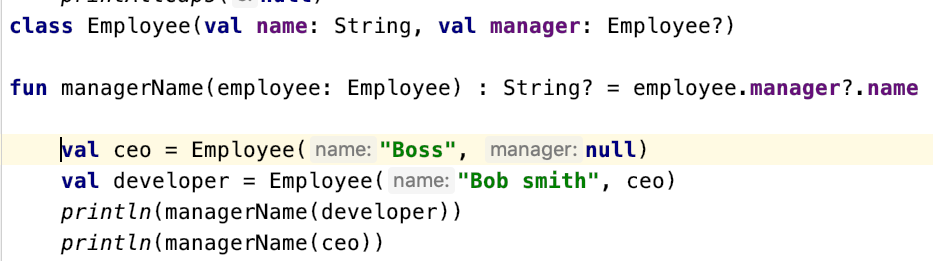 class Employee(val name: String, val manager: Employee?)
fun managerName(employee: Employee) : String? = employee.manager?.name
val ceo = Employee( name: "Boss", manager: null)
val developer = Employee( name: "Bob smith", ceo)
println(managerName(developer))
println(managerName(ceo))